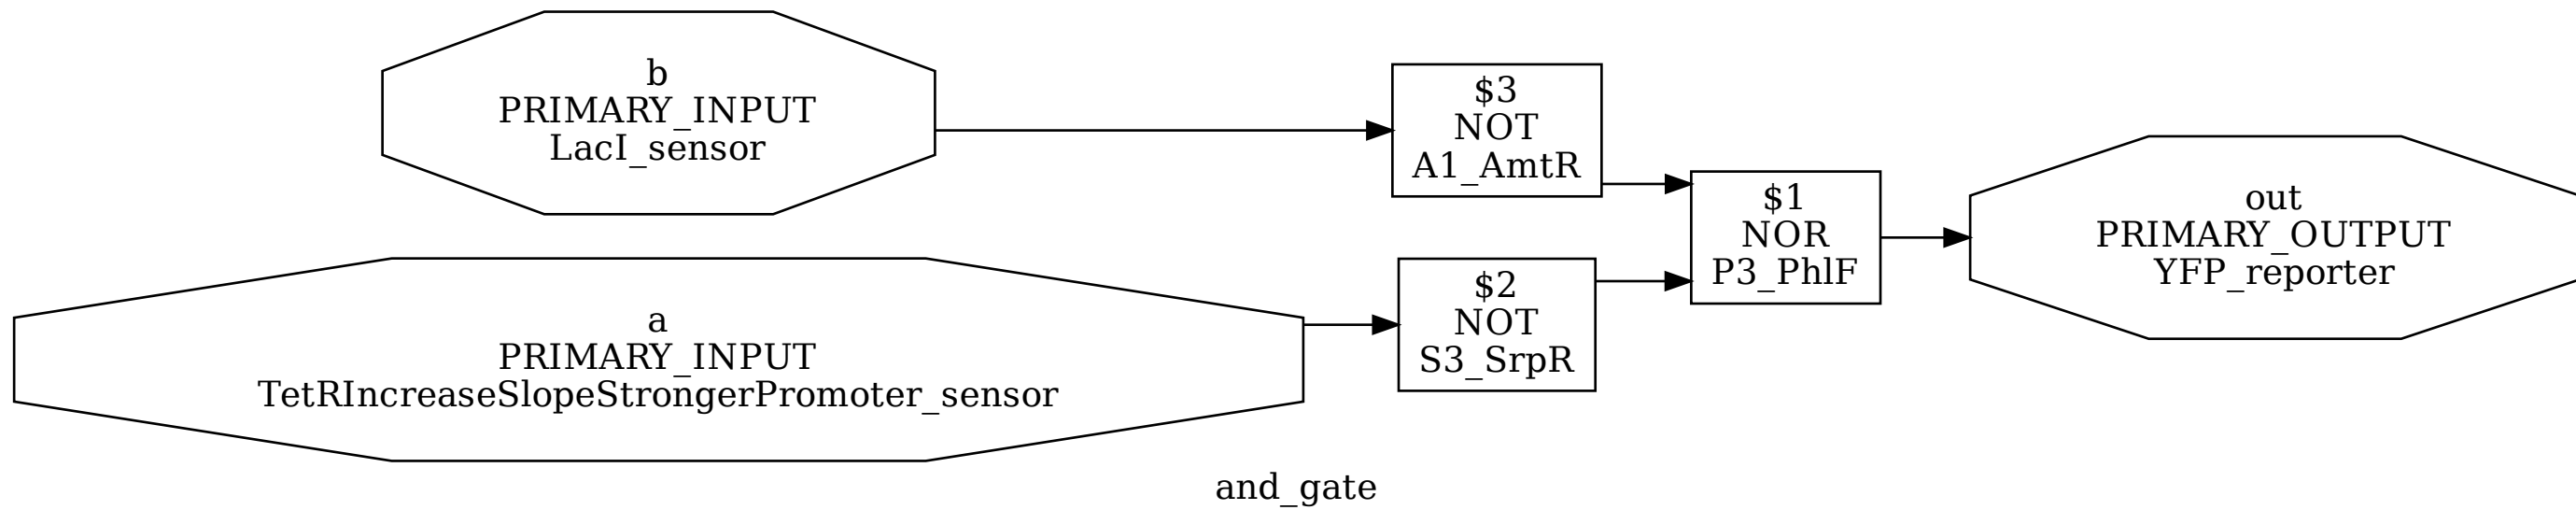 b
PRIMARY_INPUT
LacI_sensor
$3
NOT
A1_AmtR
$1
NOR
P3_PhlF
out
PRIMARY_OUTPUT
YFP_reporter
a
PRIMARY_INPUT
TetRIncreaseSlopeStrongerPromoter_sensor
$2
NOT
S3_SrpR
and_gate